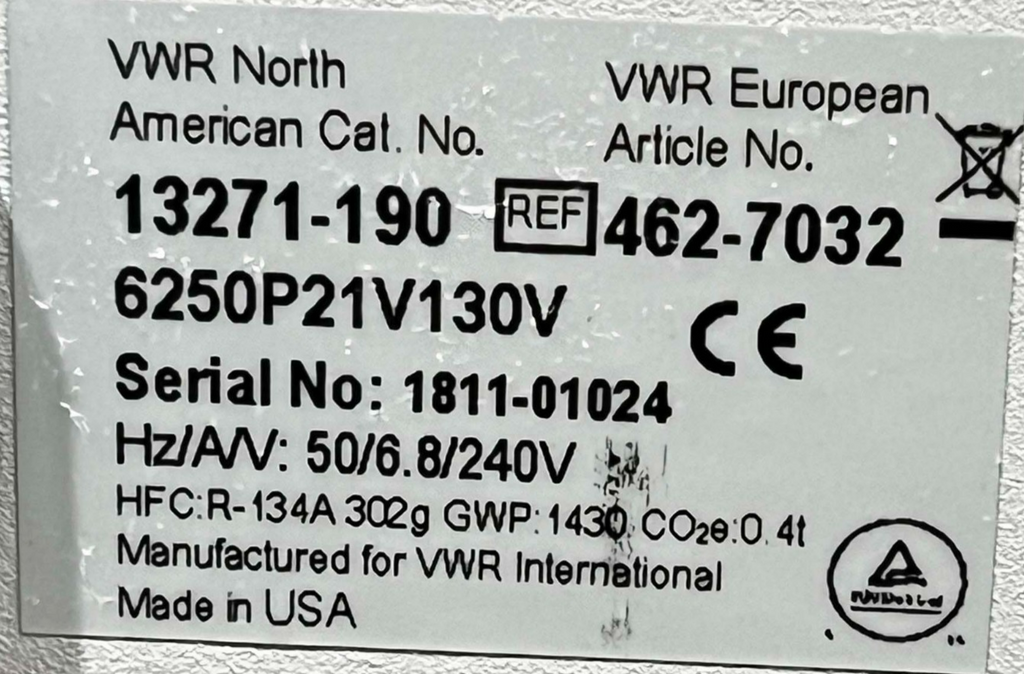 VWR North
American Cat. No.
VWR European
Article No.
13271-190
REF 462-7032
6250P21V130V
CE
Serial No: 1811-01024
Hz/A/V: 50/6.8/240V
HFC:R-134A 302g GWP:1430 CO₂e:0.4t
Manufactured for VWR International
Made in USA